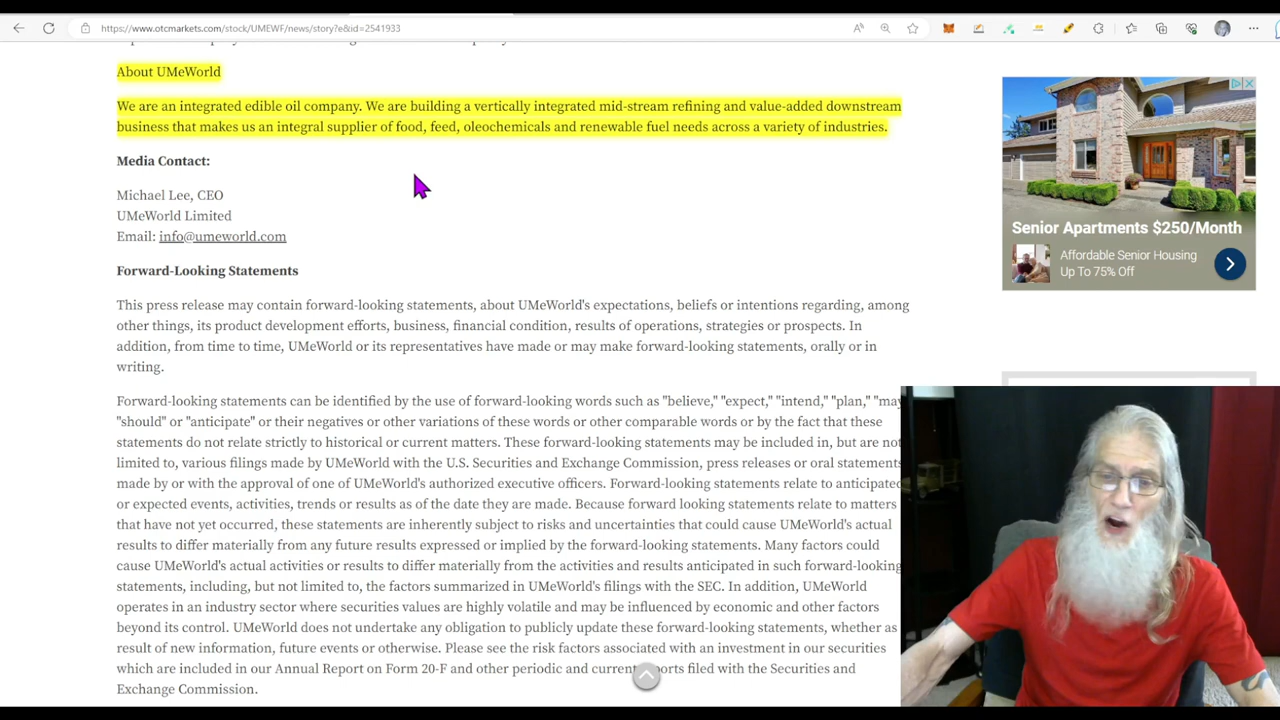 https://www.otcmarkets.com/stock/UMEWF/news/story?e&id=2541933
About UMeWorld
We are an integrated edible oil company. We are building a vertically integrated mid-stream refining and value-added downstream
business that makes us an integral supplier of food, feed, oleochemicals and renewable fuel needs across a variety of industries.
Media Contact:
Michael Lee, CEO
UMeWorld Limited
Email: info@umeworld.com
Forward-Looking Statements
This press release may contain forward-looking statements, about UMeWorld's expectations, beliefs or intentions regarding, among
other things, its product development efforts, business, financial condition, results of operations, strategies or prospects. In
addition, from time to time, UMeWorld or its representatives have made or may make forward-looking statements, orally or in
writing.
Forward-looking statements can be identified by the use of forward-looking words such as "believe," "expect," "intend," "plan," "may
"should" or "anticipate" or their negatives or other variations of these words or other comparable words or by the fact that these
statements do not relate strictly to historical or current matters. These forward-looking statements may be included in, but are not
limited to, various filings made by UMeWorld with the U.S. Securities and Exchange Commission, press releases or oral statements
made by or with the approval of one of UMeWorld's authorized executive officers. Forward-looking statements relate to anticipated
or expected events, activities, trends or results as of the date they are made. Because forward looking statements relate to matters
that have not yet occurred, these statements are inherently subject to risks and uncertainties that could cause UMeWorld's actual
results to differ materially from any future results expressed or implied by the forward-looking statements. Many factors could
cause UMeWorld's actual activities or results to differ materially from the activities and results anticipated in such forward-looking
statements, including, but not limited to, the factors summarized in UMeWorld's filings with the SEC. In addition, UMeWorld
operates in an industry sector where securities values are highly volatile and may be influenced by economic and other factors
beyond its control. UMeWorld does not undertake any obligation to publicly update these forward-looking statements, whether as
result of new information, future events or otherwise. Please see the risk factors associated with an investment in our securities
which are included in our Annual Report on Form 20-F and other periodic and current ports filed with the Securities and
Exchange Commission.
Senior Apartments $250/Month
Affordable Senior Housing
Up To 75% Off